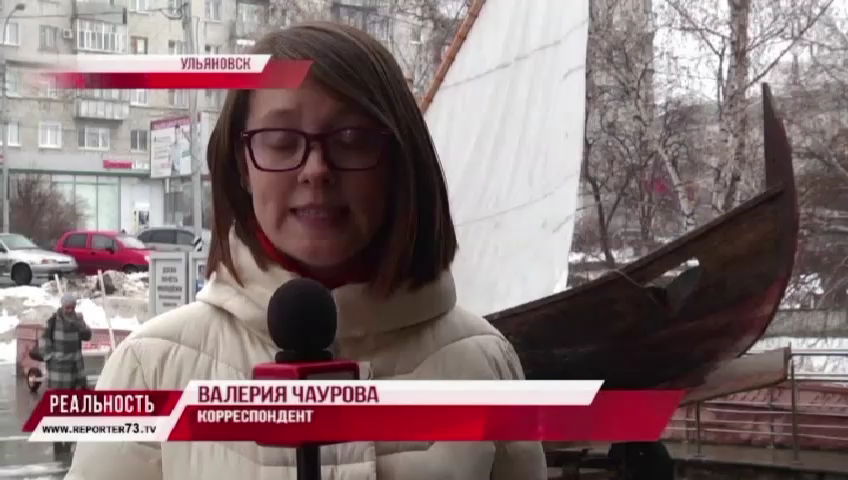 УЛЬЯНОВСК
ВАЛЕРИЯ ЧАУРОВА
КОРРЕСПОНДЕНТ
РЕАЛЬНОСТЬ
WWW.REPORTER73.TV